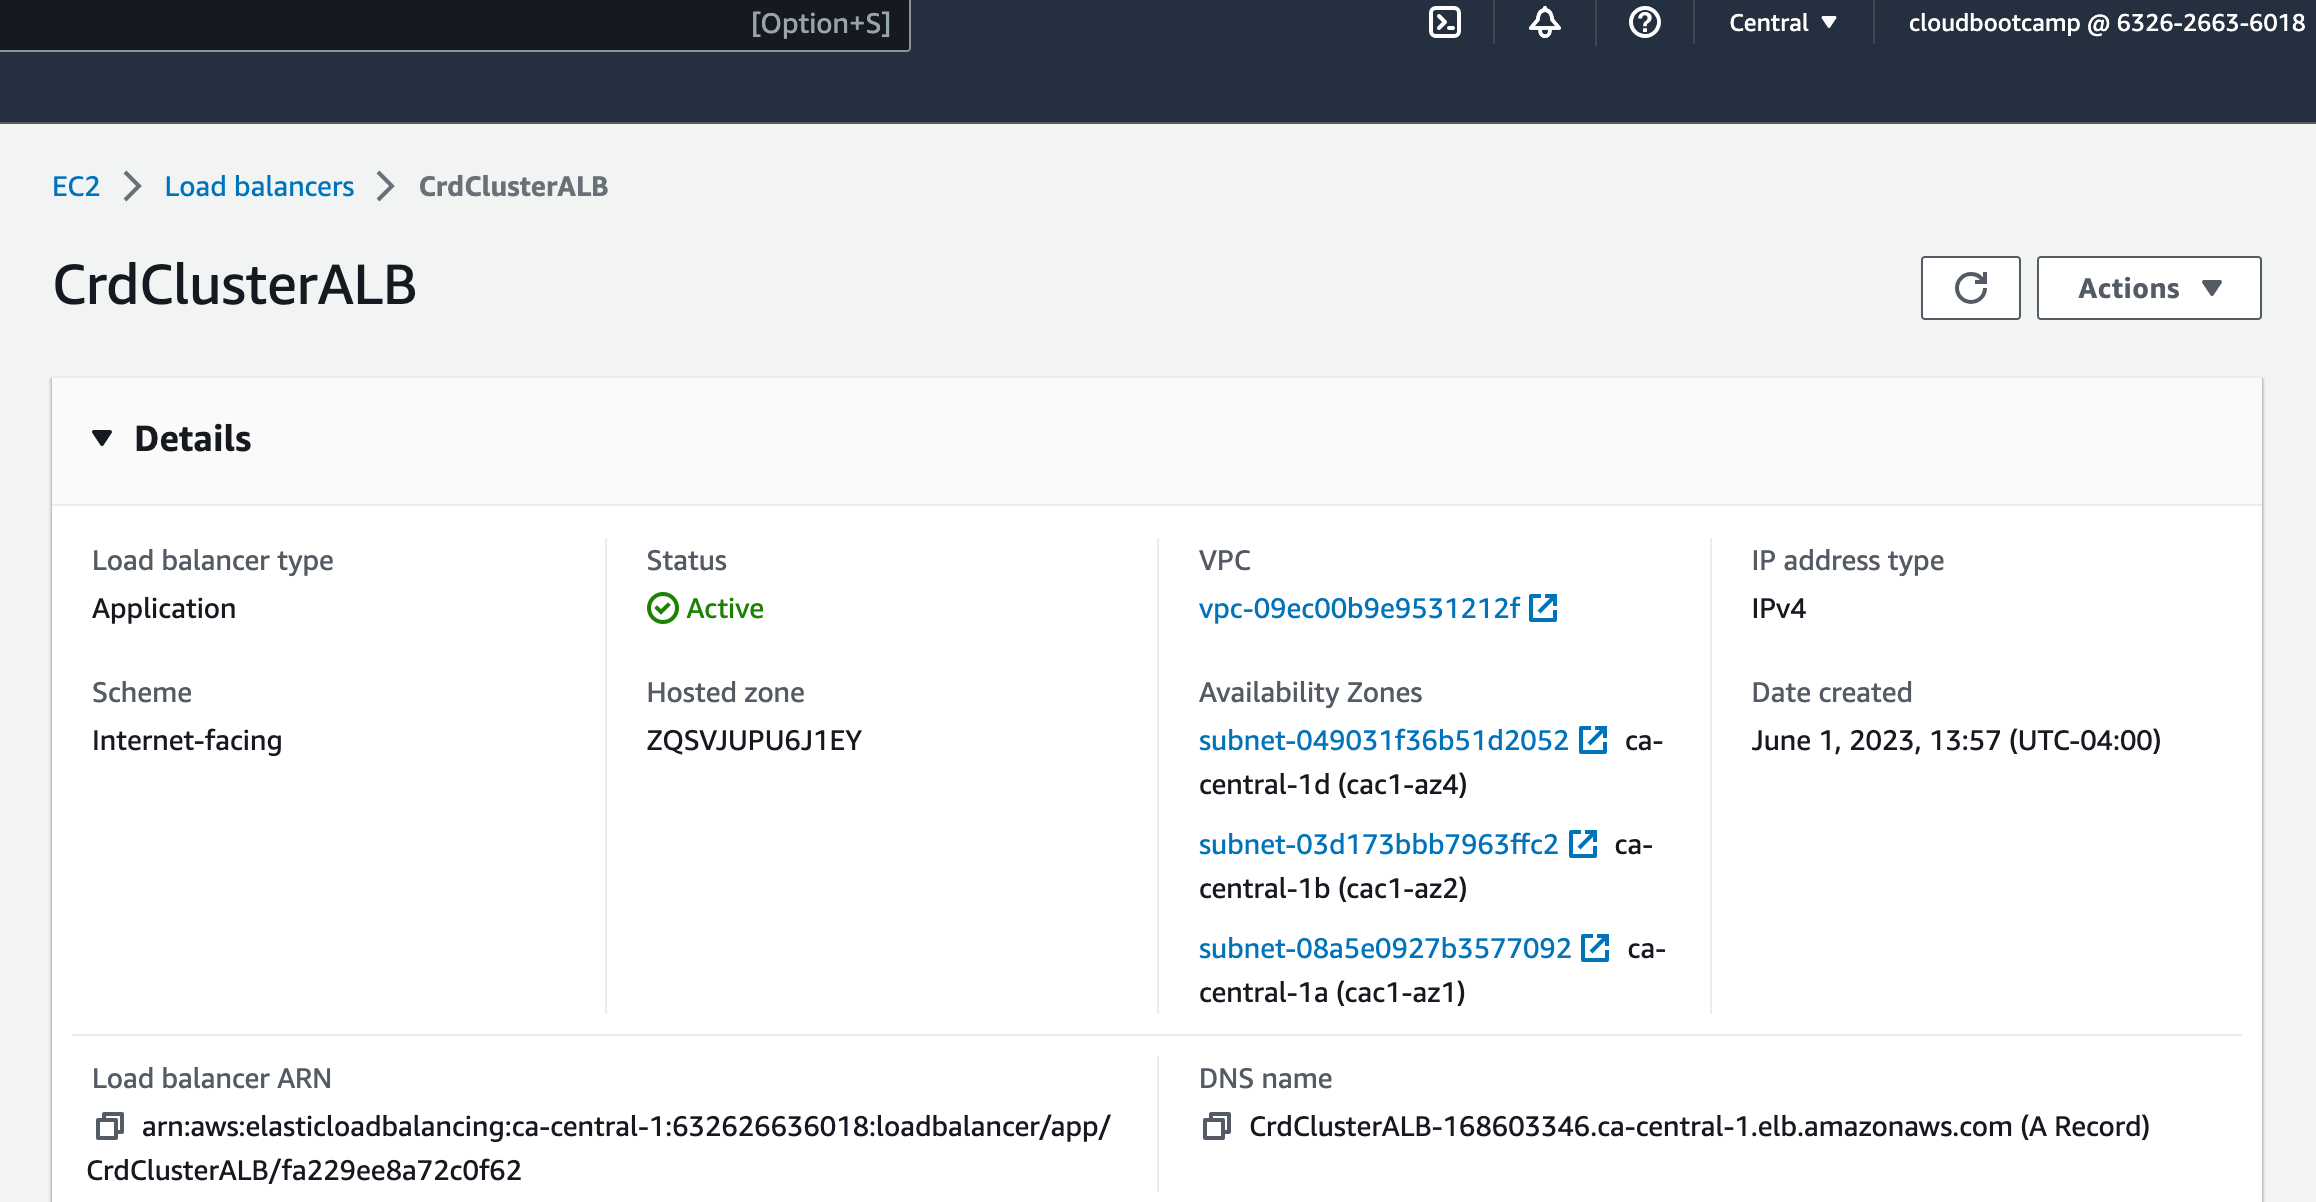 [Option+S]
Central
cloudbootcamp @ 6326-2663-6018
EC2 > Load balancers > CrdClusterALB
CrdClusterALB
Actions
Details
Load balancer type
Application
Status
Active
VPC
vpc-09ec00b9e9531212f
IP address type
IPv4
Scheme
Internet-facing
Hosted zone
ZQSVJUPU6J1EY
Availability Zones
subnet-049031f36b51d2052 ca-
central-1d (cac1-az4)
subnet-03d173bbb7963ffc2 ca-
central-1b (cac1-az2)
subnet-08a5e0927b3577092 ca-
central-1a (cac1-az1)
Date created
June 1, 2023, 13:57 (UTC-04:00)
Load balancer ARN
arn:aws:elasticloadbalancing:ca-central-1:632626636018:loadbalancer/app/
CrdClusterALB/fa229ee8a72c0f62
DNS name
CrdClusterALB-168603346.ca-central-1.elb.amazonaws.com (A Record)